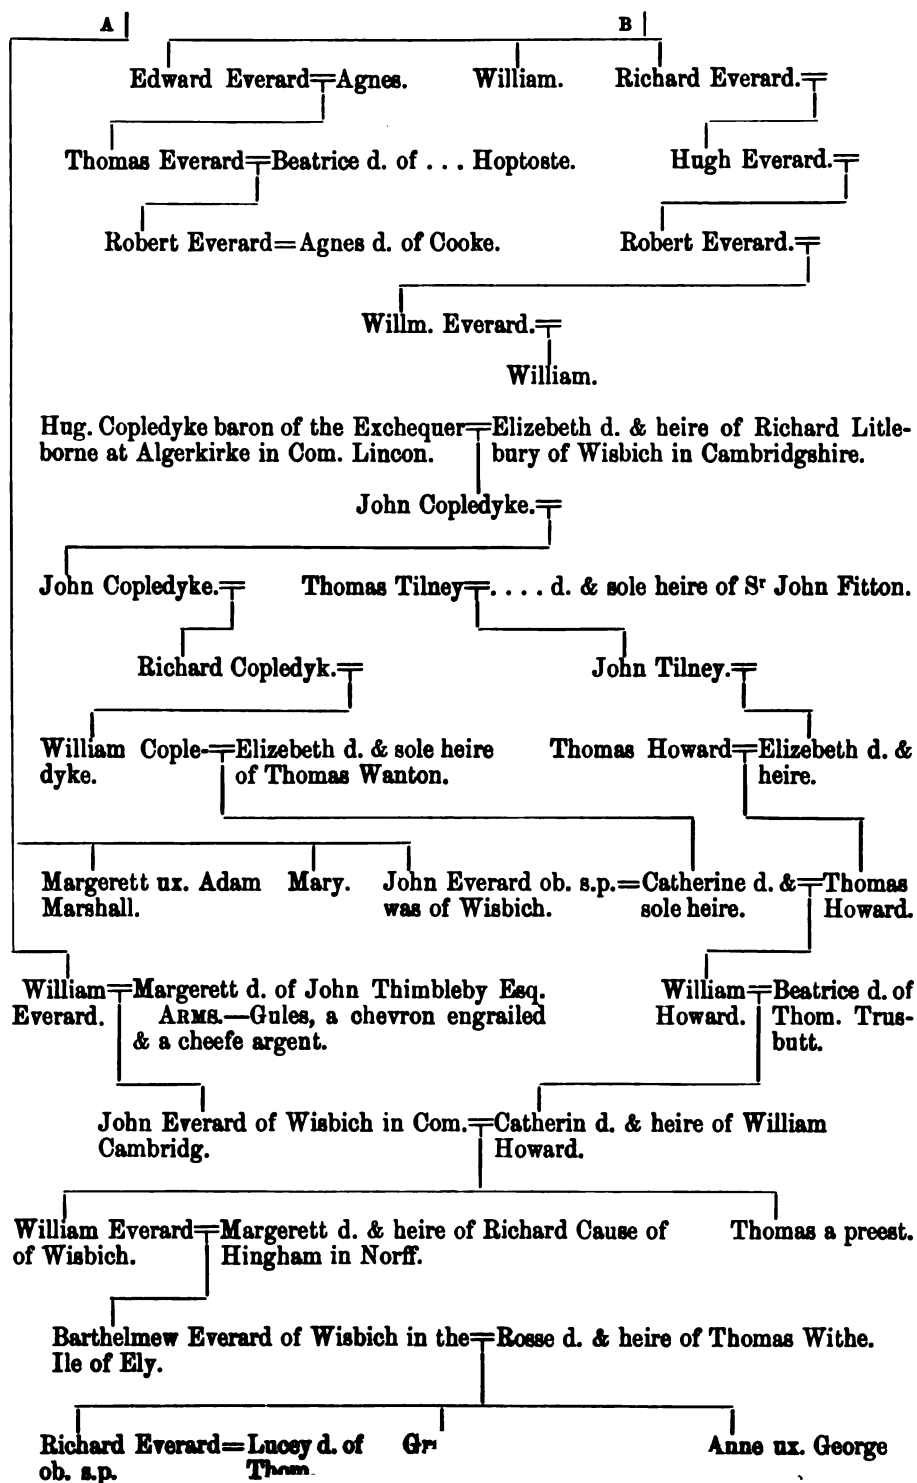 A B
Edward Everard=Agnes. William. Richard Everard.=
Thomas Everard=Beatrice d. of ... Hoptoste. Hugh Everard.=
Robert Everard=Agnes d. of Cooke. Robert Everard.=
Willm. Everard.=
William.
Hug. Copledyke baron of the Exchequer=Elizebeth d. & heire of Richard Litle-
borne at Algerkirke in Com. Lincon. bury of Wisbich in Cambridgshire.
John Copledyke.=
John Copledyke.= Thomas Tilney=.... d. & sole heire of Sr John Fitton.
Richard Copledyk.= John Tilney.=
William Cople-=Elizebeth d. & sole heire Thomas Howard=Elizebeth d. &
dyke. of Thomas Wanton. heire.
Margerett ux. Adam Mary. John Everard ob. s.p.=Catherine d. &=Thomas
Marshall. was of Wisbich. sole heire. Howard.
William=Margerett d. of John Thimbleby Esq. William=Beatrice d. of
Everard. ARMS.—Gules, a chevron engrailed Howard. Thom. Trus-
& a cheefe argent. butt.
John Everard of Wisbich in Com.=Catherin d. & heire of William
Cambridg. Howard.
William Everard=Margerett d. & heire of Richard Cause of Thomas a preest.
of Wisbich. Hingham in Norff.
Barthelmew Everard of Wisbich in the=Rosse d. & heire of Thomas Withe.
Ile of Ely.
Richard Everard=Lucey d. of Anne ux. George
ob. s.p. Thom.